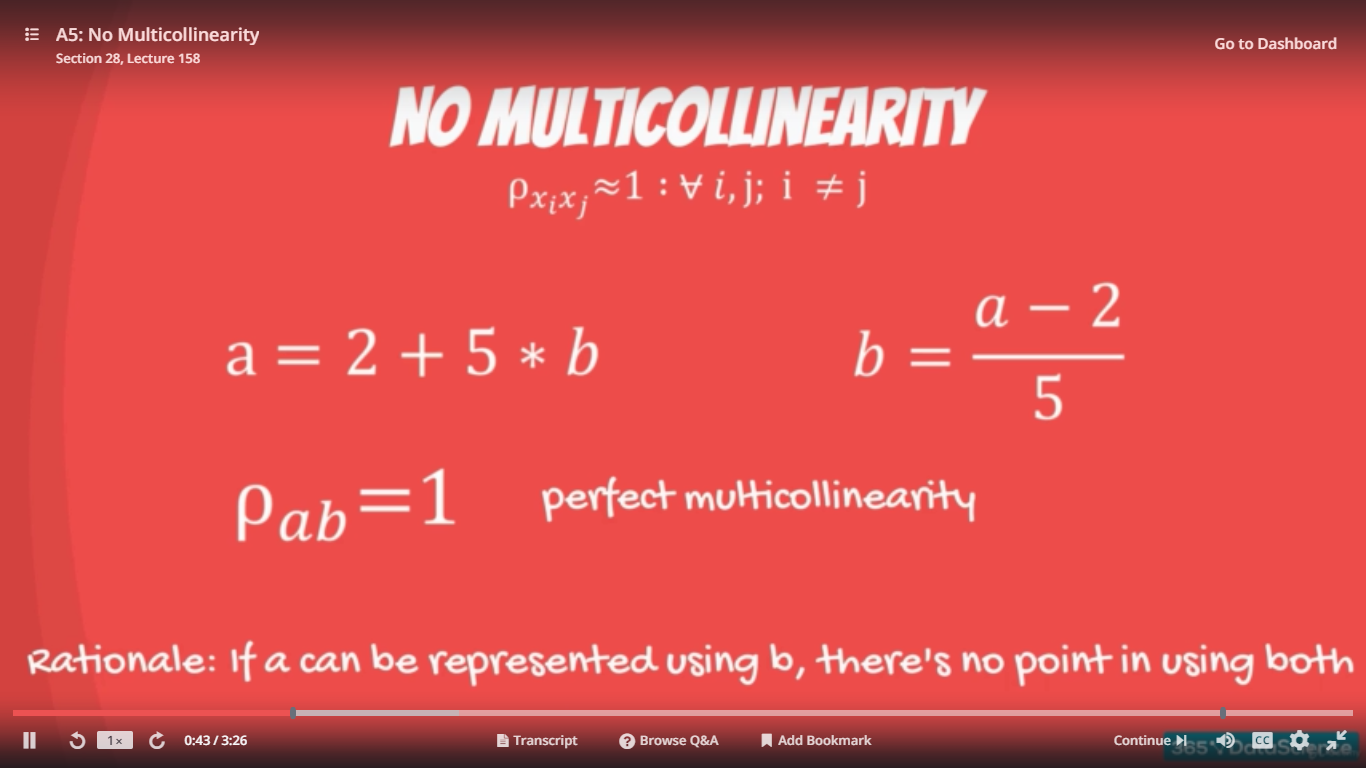 A5: No Multicollinearity
Section 28, Lecture 158
Go to Dashboard
NO MULTICOLLINEARITY
ρxᵢxⱼ≈1 : ∀ i,j; i ≠ j
a = 2 + 5 * b
b = (a − 2) / 5
ρab=1
perfect multicollinearity
Rationale: If a can be represented using b, there's no point in using both
1×
0:43 / 3:26
Transcript
Browse Q&A
Add Bookmark
Continue
CC
365 DataScience